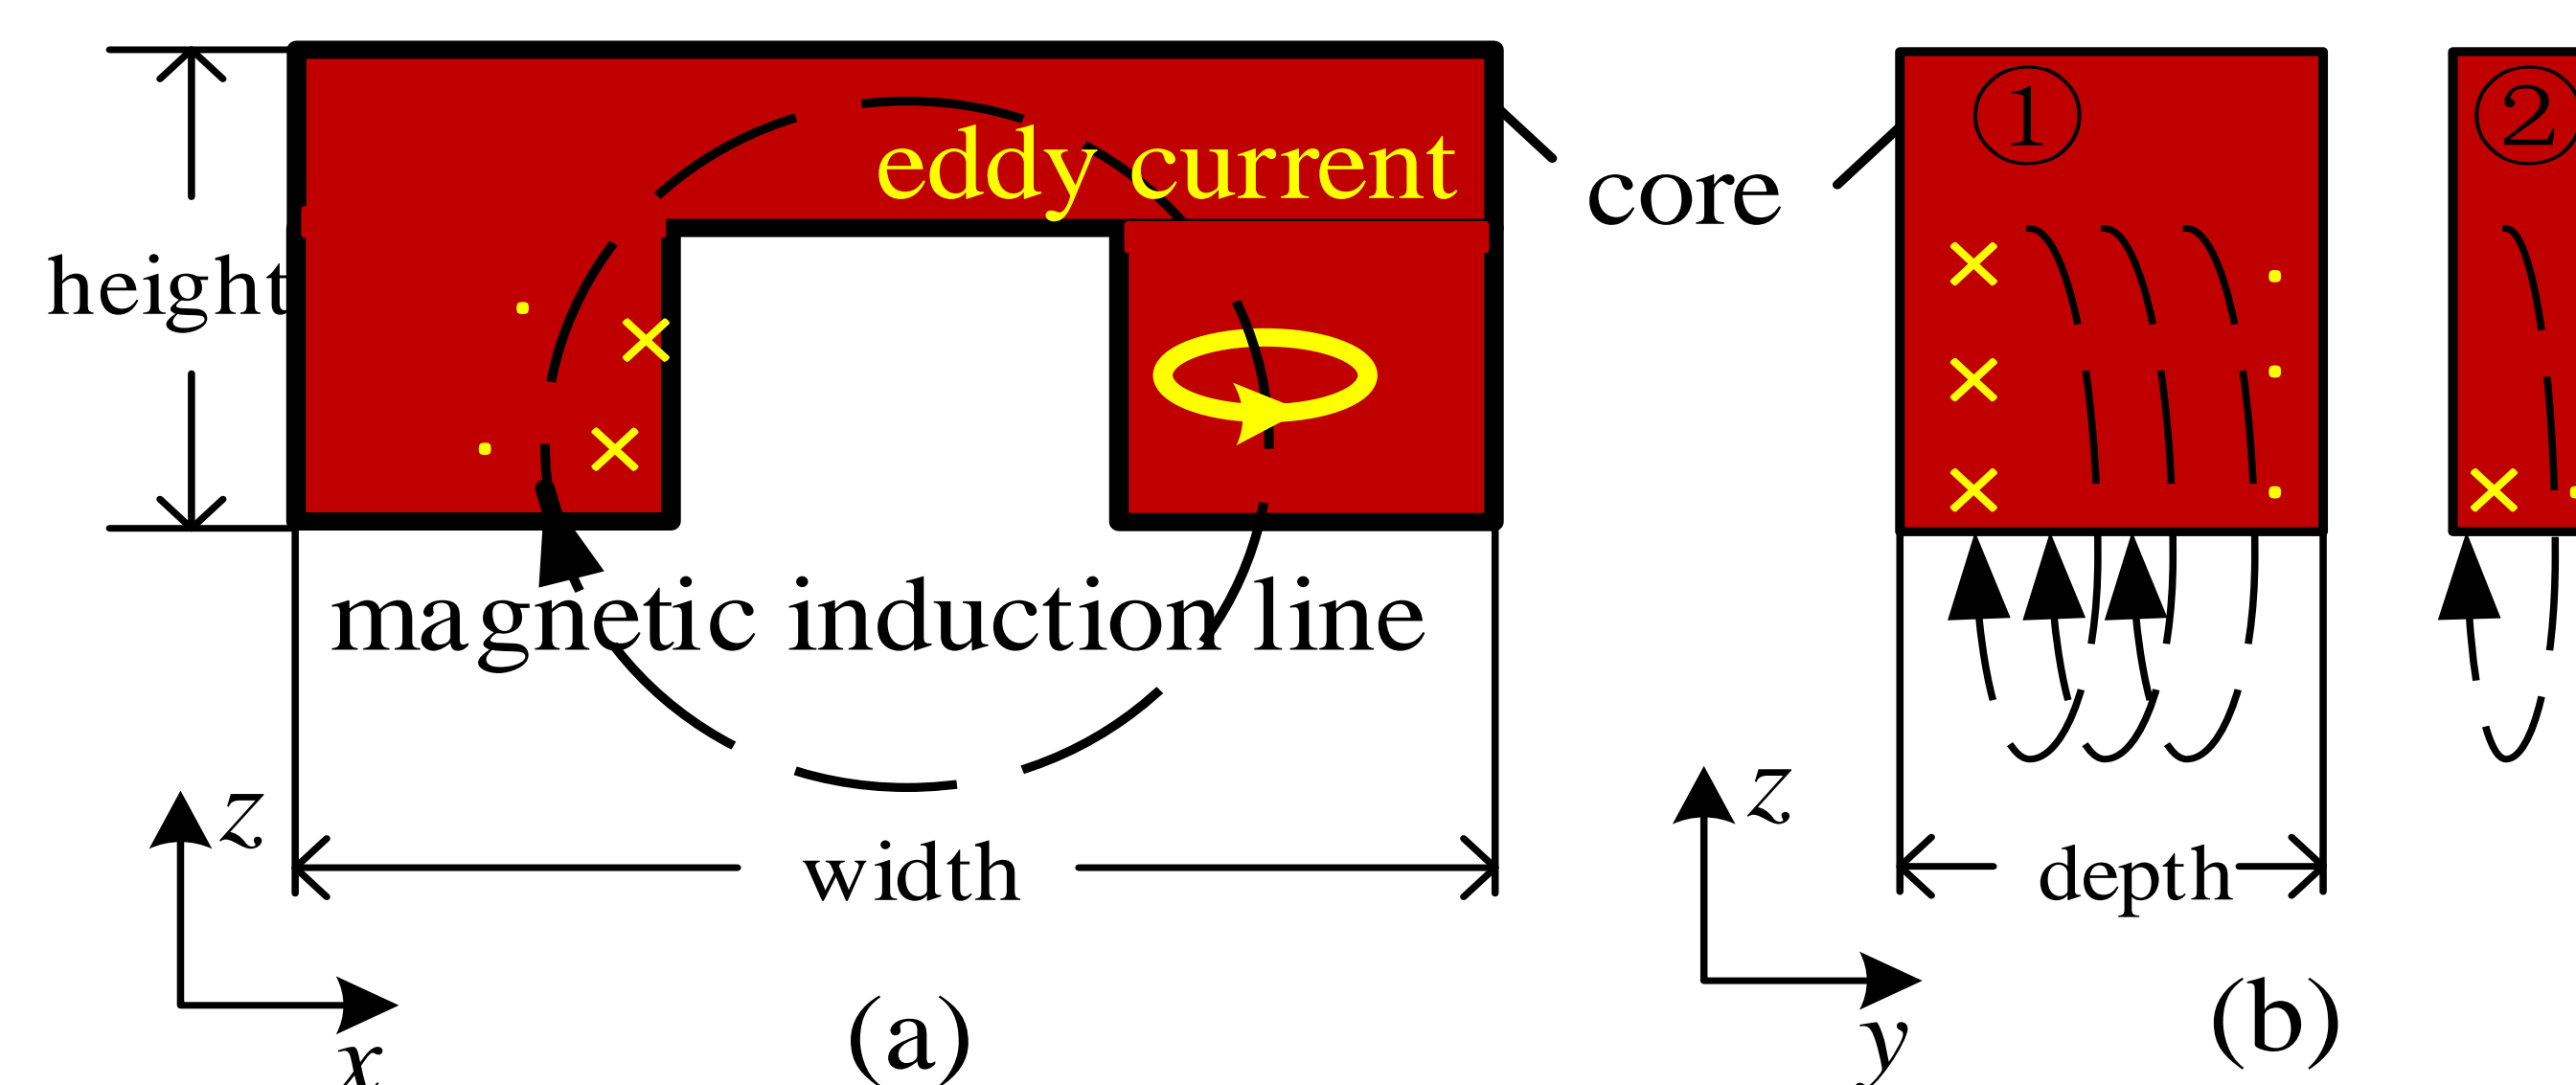 ① ②
eddy current
core
height
magnetic induction line
z z
width depth
x y
(a) (b)